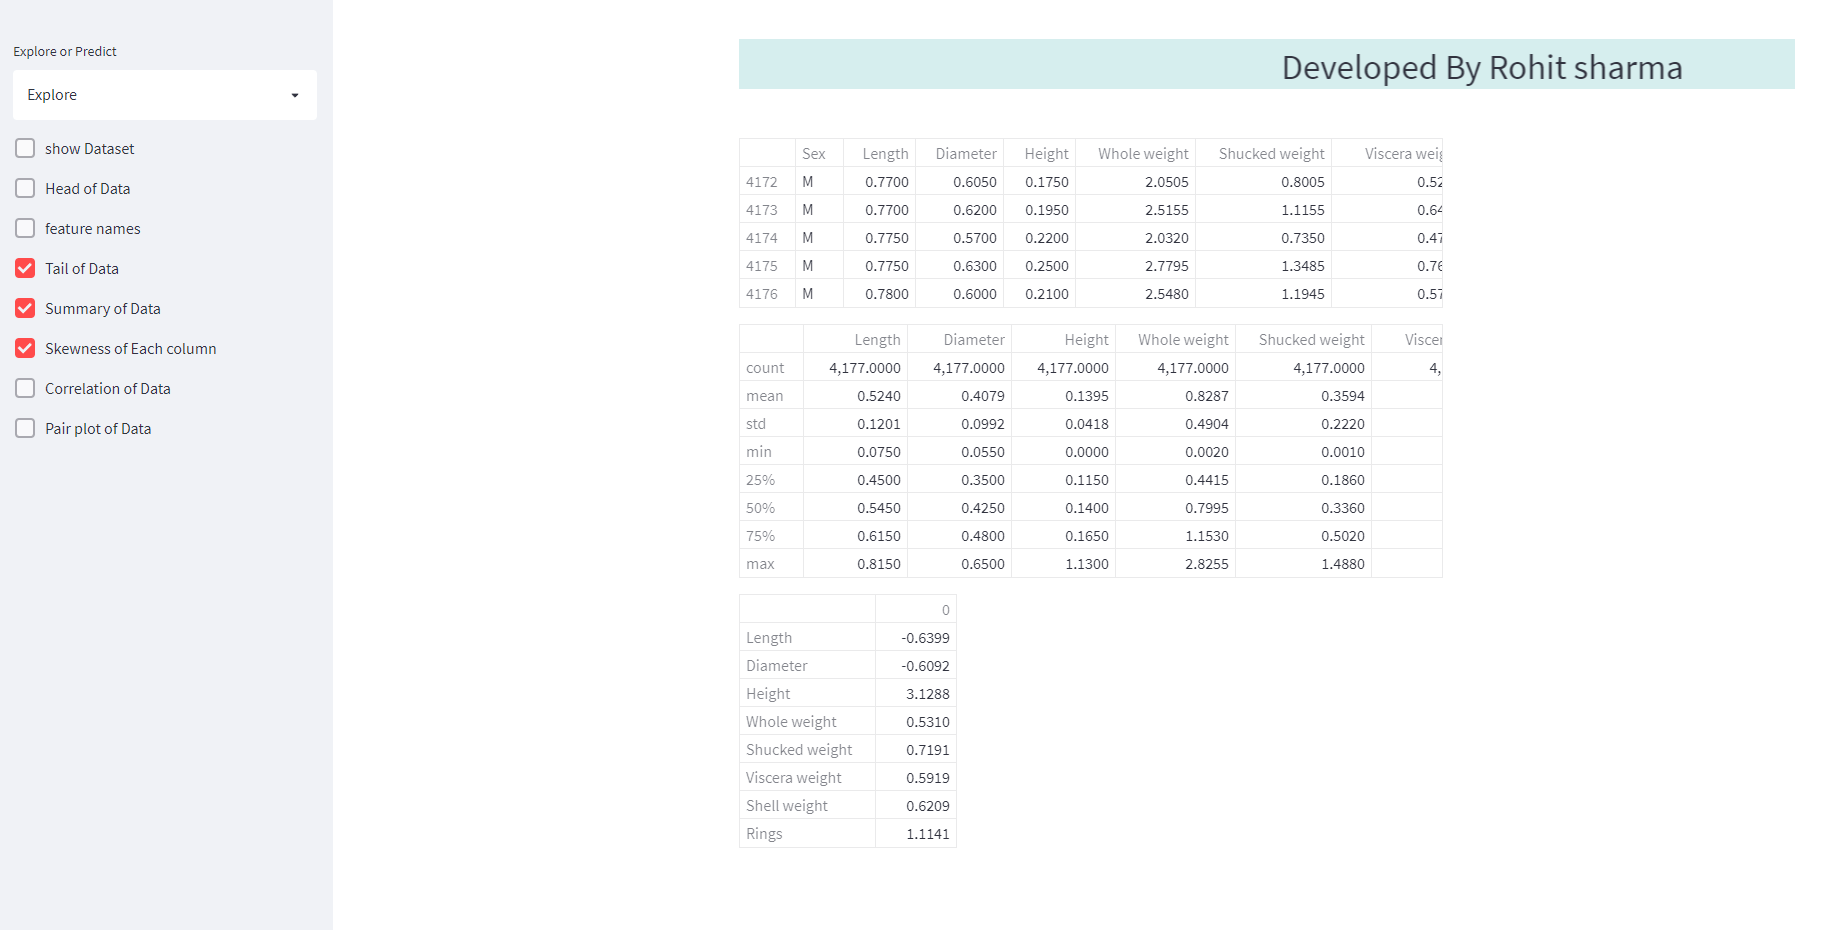 Explore or Predict
Explore
show Dataset
Head of Data
feature names
Tail of Data
Summary of Data
Skewness of Each column
Correlation of Data
Pair plot of Data
Developed By Rohit sharma
Sex Length Diameter Height Whole weight Shucked weight Viscera weig
4172 M 0.7700 0.6050 0.1750 2.0505 0.8005 0.52
4173 M 0.7700 0.6200 0.1950 2.5155 1.1155 0.64
4174 M 0.7750 0.5700 0.2200 2.0320 0.7350 0.47
4175 M 0.7750 0.6300 0.2500 2.7795 1.3485 0.76
4176 M 0.7800 0.6000 0.2100 2.5480 1.1945 0.57
Length Diameter Height Whole weight Shucked weight Viscer
count 4,177.0000 4,177.0000 4,177.0000 4,177.0000 4,177.0000 4,
mean 0.5240 0.4079 0.1395 0.8287 0.3594
std 0.1201 0.0992 0.0418 0.4904 0.2220
min 0.0750 0.0550 0.0000 0.0020 0.0010
25% 0.4500 0.3500 0.1150 0.4415 0.1860
50% 0.5450 0.4250 0.1400 0.7995 0.3360
75% 0.6150 0.4800 0.1650 1.1530 0.5020
max 0.8150 0.6500 1.1300 2.8255 1.4880
0
Length -0.6399
Diameter -0.6092
Height 3.1288
Whole weight 0.5310
Shucked weight 0.7191
Viscera weight 0.5919
Shell weight 0.6209
Rings 1.1141